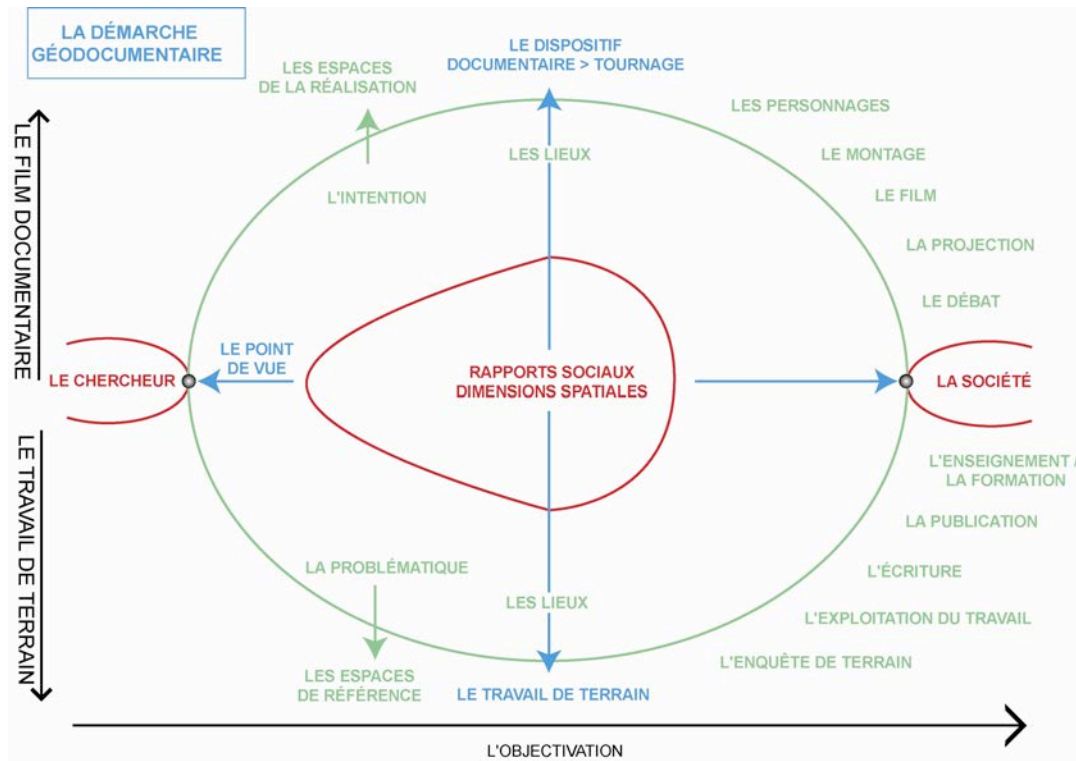 LA DÉMARCHE
GÉODOCUMENTAIRE
LE DISPOSITIF
DOCUMENTAIRE > TOURNAGE
LES ESPACES
DE LA RÉALISATION
LES PERSONNAGES
LES LIEUX
LE MONTAGE
L'INTENTION
LE FILM
LA PROJECTION
LE DÉBAT
LE FILM DOCUMENTAIRE
LE POINT
DE VUE
LE CHERCHEUR
RAPPORTS SOCIAUX
DIMENSIONS SPATIALES
LA SOCIÉTÉ
LE TRAVAIL DE TERRAIN
L'ENSEIGNEMENT /
LA FORMATION
LA PUBLICATION
LA PROBLÉMATIQUE
L'ÉCRITURE
LES LIEUX
L'EXPLOITATION DU TRAVAIL
L'ENQUÊTE DE TERRAIN
LES ESPACES
DE RÉFÉRENCE
LE TRAVAIL DE TERRAIN
L'OBJECTIVATION